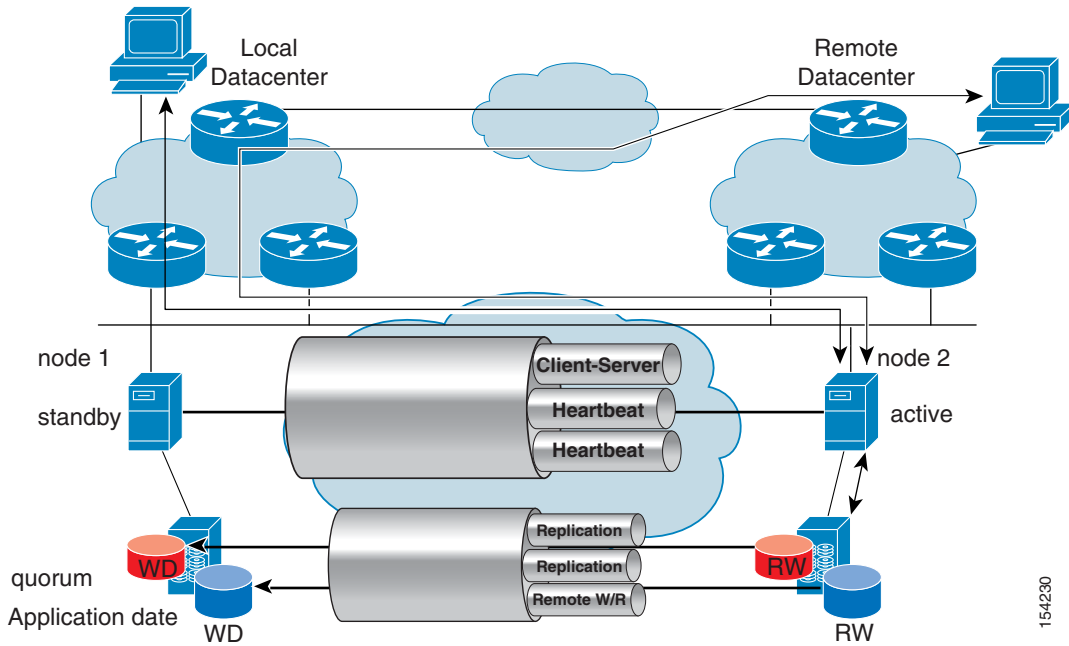 Local
Datacenter
Remote
Datacenter
node 1
standby
Client-Server
Heartbeat
Heartbeat
node 2
active
Replication
Replication
Remote W/R
WD
RW
quorum
Application date
WD
RW
154230